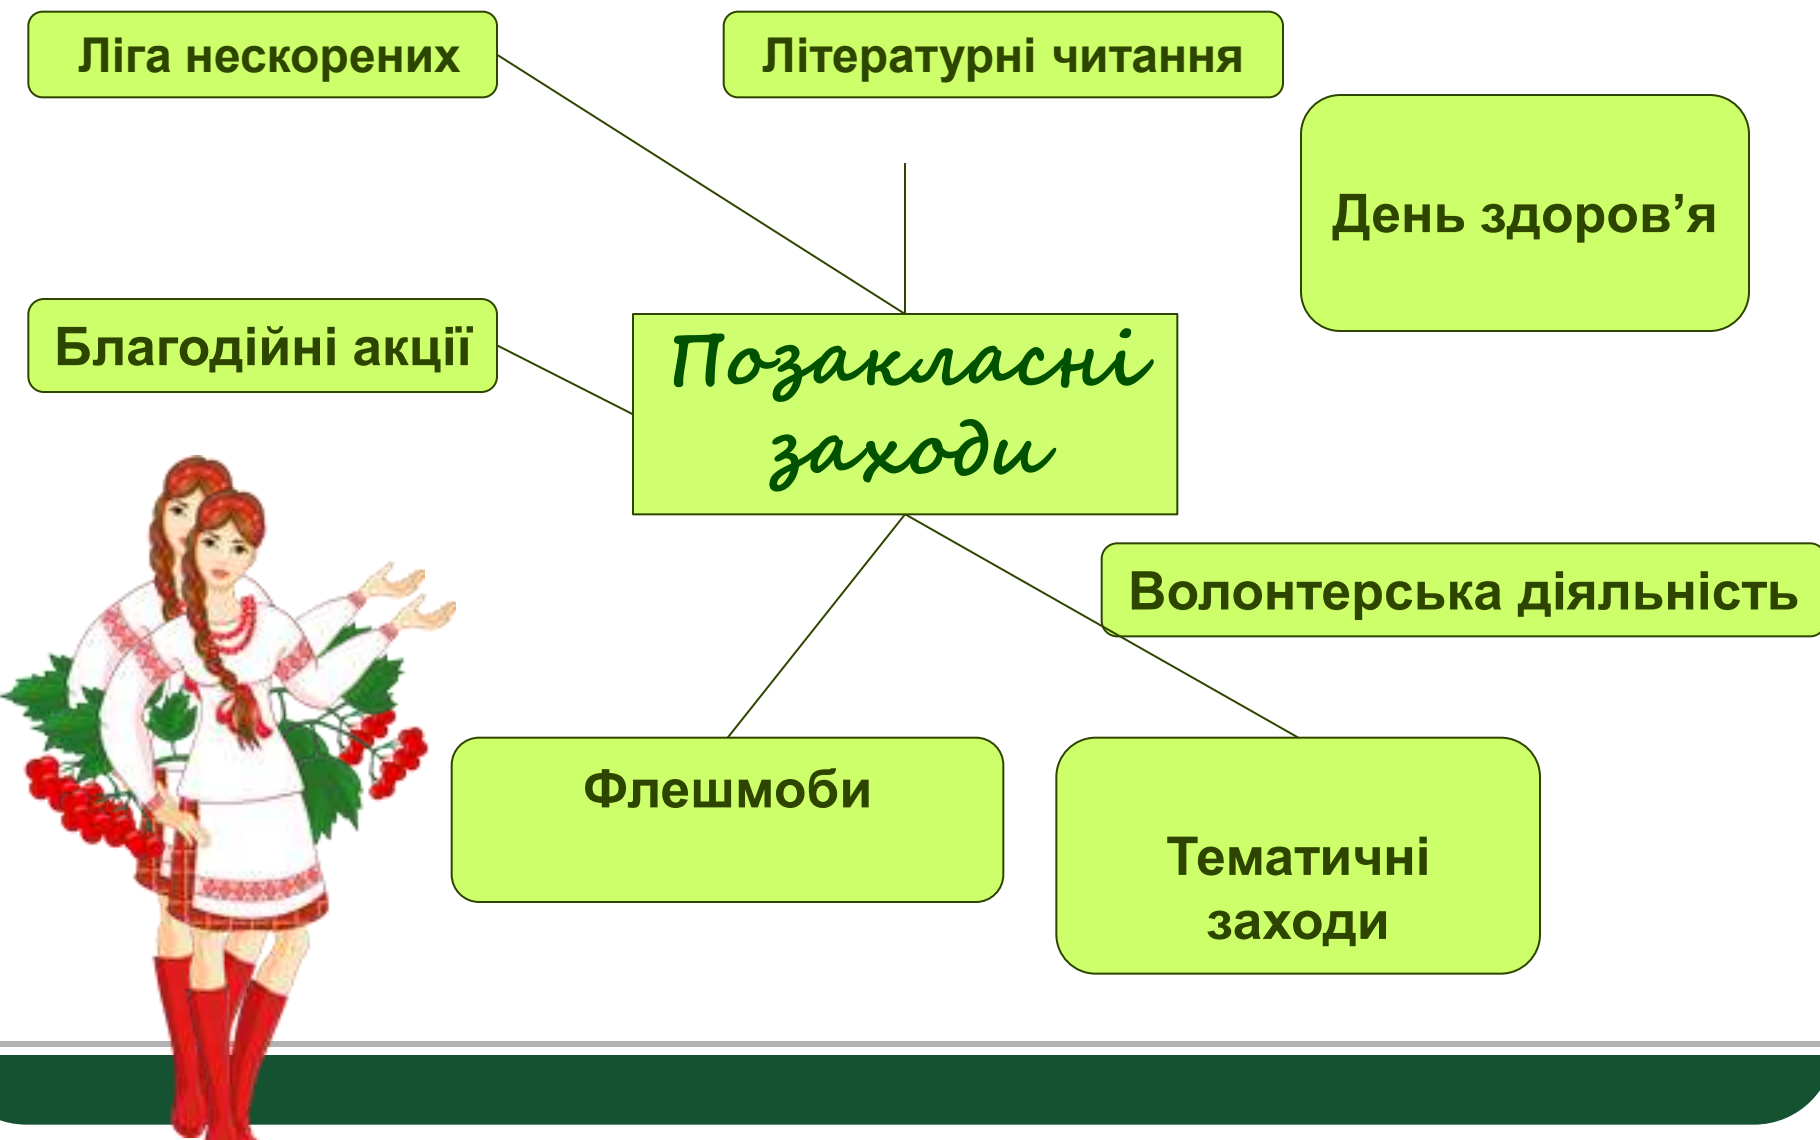 Ліга нескорених
Літературні читання
День здоров’я
Благодійні акції
Позакласні
заходи
Волонтерська діяльність
Флешмоби
Тематичні
заходи